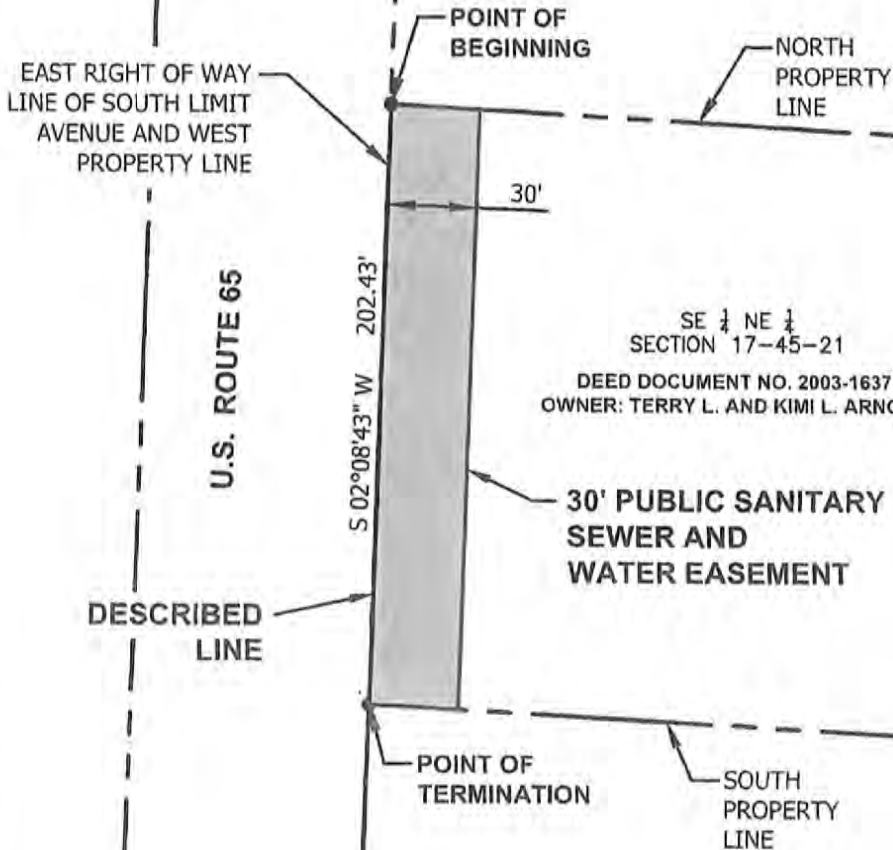 POINT OF
BEGINNING
NORTH
PROPERTY
LINE
EAST RIGHT OF WAY
LINE OF SOUTH LIMIT
AVENUE AND WEST
PROPERTY LINE
30'
U.S. ROUTE 65
S 02°08'43" W 202.43'
SE ¼ NE ¼
SECTION 17-45-21
DEED DOCUMENT NO. 2003-1637
OWNER: TERRY L. AND KIMI L.
30' PUBLIC SANITARY
SEWER AND
WATER EASEMENT
DESCRIBED
LINE
POINT OF
TERMINATION
SOUTH
PROPERTY
LINE